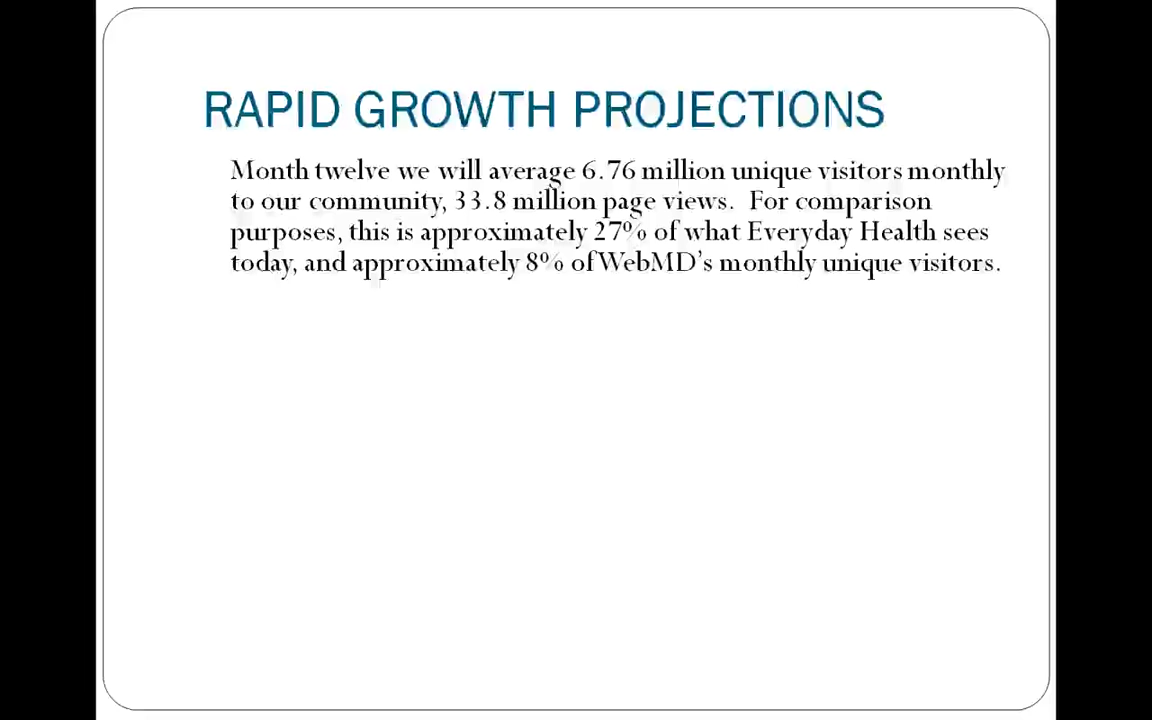 RAPID GROWTH PROJECTIONS
Month twelve we will average 6.76 million unique visitors monthly
to our community, 33.8 million page views.  For comparison
purposes, this is approximately 27% of what Everyday Health sees
today, and approximately 8% of WebMD's monthly unique visitors.